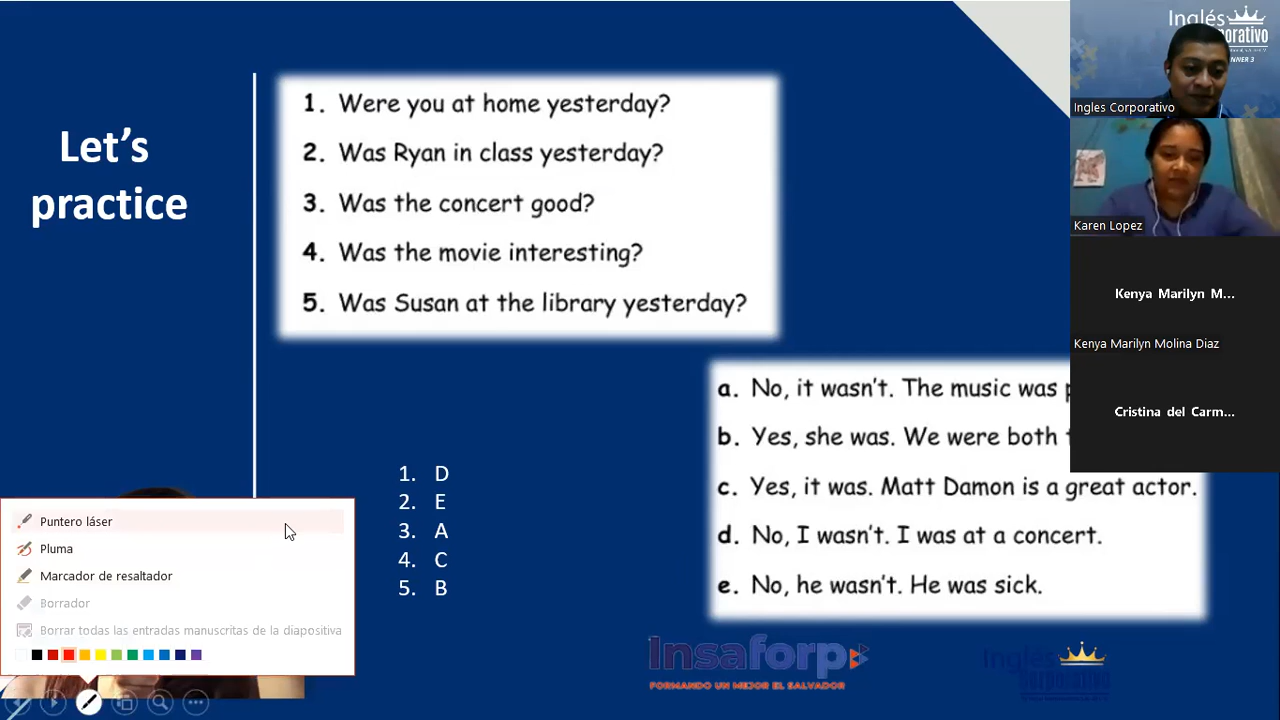 Let's
practice
1. Were you at home yesterday?
2. Was Ryan in class yesterday?
3. Was the concert good?
4. Was the movie interesting?
5. Was Susan at the library yesterday?
a. No, it wasn't. The music was
b. Yes, she was. We were both
c. Yes, it was. Matt Damon is a great actor.
d. No, I wasn't. I was at a concert.
e. No, he wasn't. He was sick.
1. D
2. E
3. A
4. C
5. B
Puntero láser
Pluma
Marcador de resaltador
Borrador
Borrar todas las entradas manuscritas de la diapositiva
Insaforp
FORMANDO UN MEJOR EL SALVADOR
Inglés
Corporativo
Inglés
Ingles Corporativo
Karen Lopez
Kenya Marilyn M...
Kenya Marilyn Molina Diaz
Cristina del Carm...